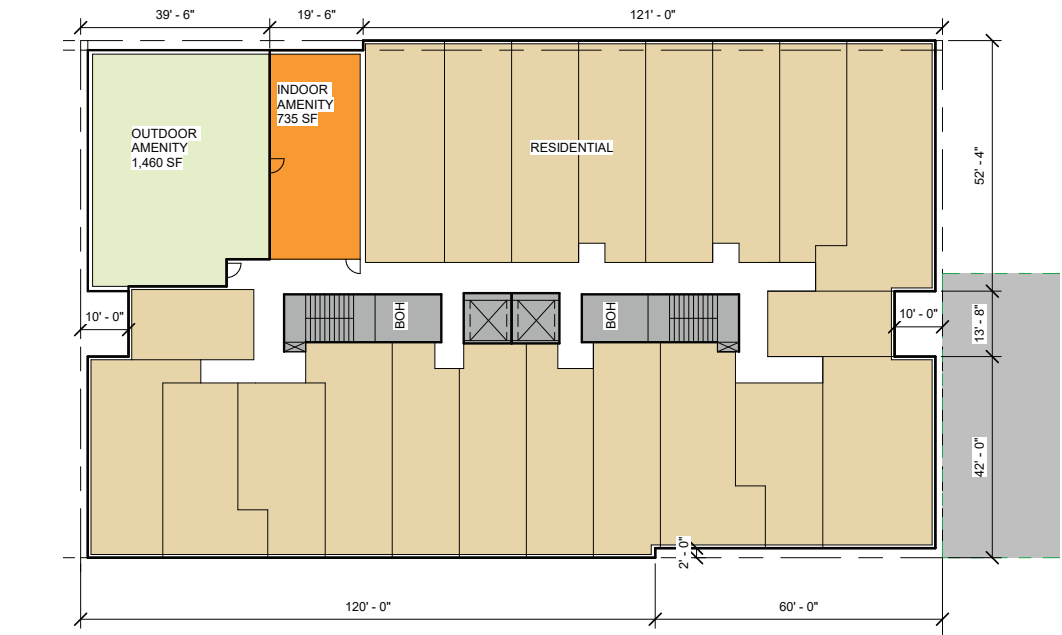 39' - 6"
19' - 6"
121' - 0"
INDOOR
AMENITY
735 SF
OUTDOOR
AMENITY
1,460 SF
RESIDENTIAL
52' - 4"
10' - 0"
BOH
BOH
10' - 0"
13' - 8"
42' - 0"
2' - 0"
120' - 0"
60' - 0"